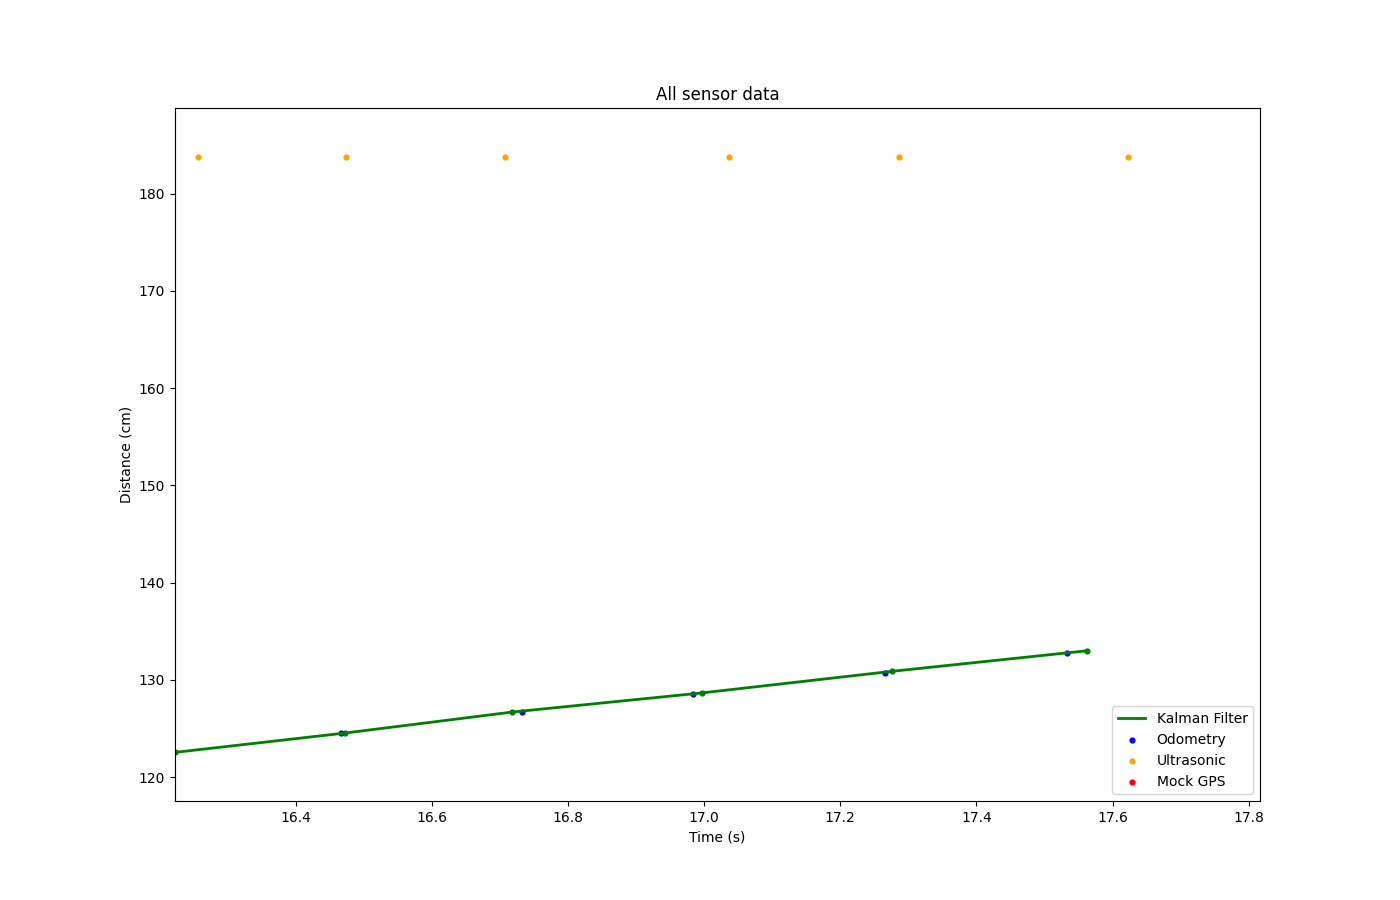 All sensor data
Distance (cm)
180
170
160
150
140
130
120
16.4
16.6
16.8
17.0
17.2
17.4
17.6
17.8
Time (s)
Kalman Filter
Odometry
Ultrasonic
Mock GPS